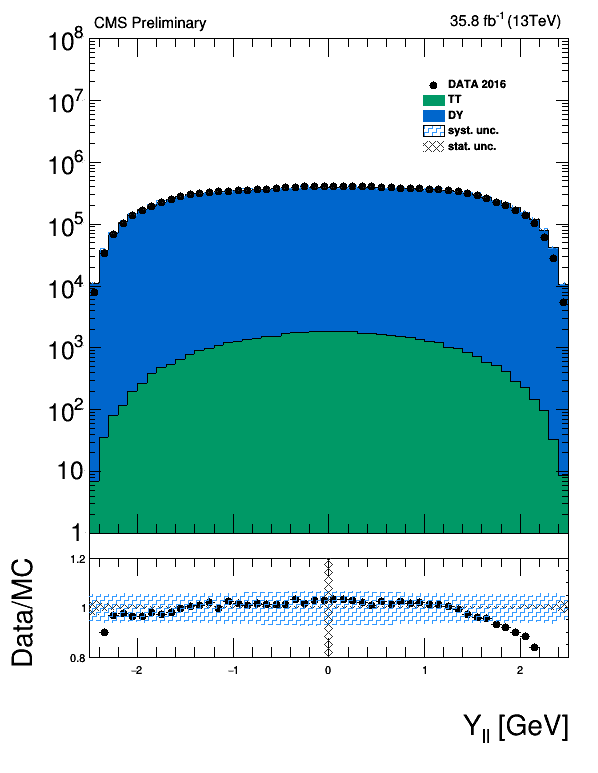 CMS Preliminary 35.8 fb⁻¹ (13TeV)
10⁸
10⁷
10⁶
10⁵
10⁴
10³
10²
10
1
DATA 2016
TT
DY
syst. unc.
stat. unc.
Data/MC
1.2
1
0.8
−2 −1 0 1 2
Y_ll [GeV]